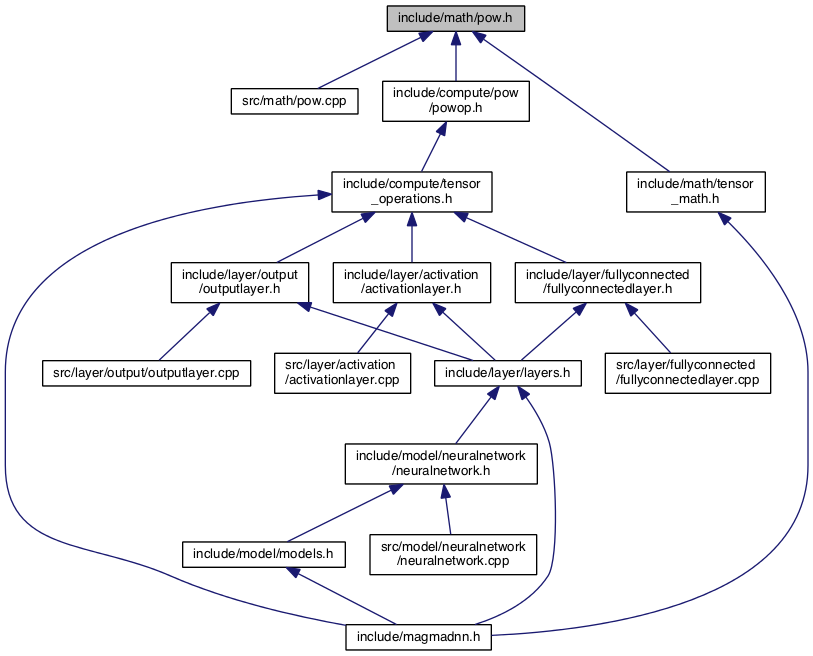 include/math/pow.h
src/math/pow.cpp
include/compute/pow
/powop.h
include/compute/tensor
_operations.h
include/math/tensor
_math.h
include/layer/output
/outputlayer.h
include/layer/activation
/activationlayer.h
include/layer/fullyconnected
/fullyconnectedlayer.h
src/layer/output/outputlayer.cpp
src/layer/activation
/activationlayer.cpp
include/layer/layers.h
src/layer/fullyconnected
/fullyconnectedlayer.cpp
include/model/neuralnetwork
/neuralnetwork.h
include/model/models.h
src/model/neuralnetwork
/neuralnetwork.cpp
include/magmadnn.h